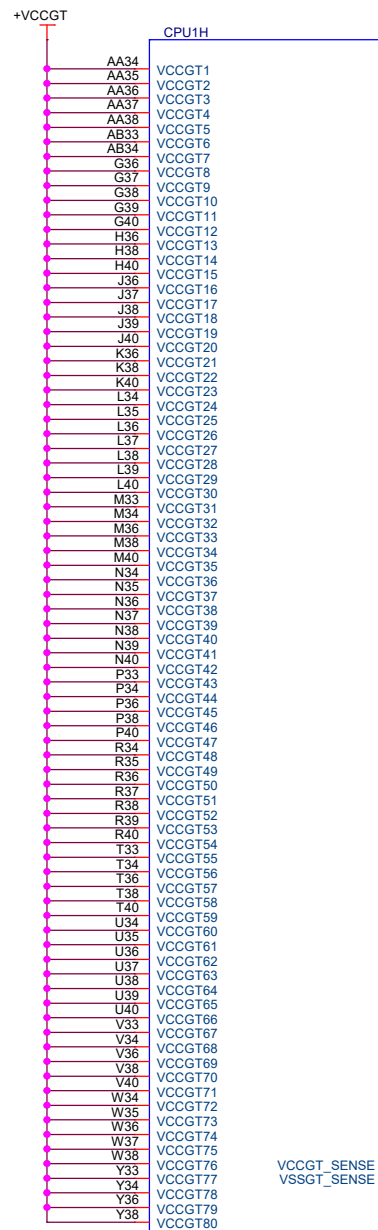 +VCCGT
CPU1H
AA34 VCCGT1
AA35 VCCGT2
AA36 VCCGT3
AA37 VCCGT4
AA38 VCCGT5
AB33 VCCGT6
AB34 VCCGT7
G36 VCCGT8
G37 VCCGT9
G38 VCCGT10
G39 VCCGT11
G40 VCCGT12
H36 VCCGT13
H38 VCCGT14
H40 VCCGT15
J36 VCCGT16
J37 VCCGT17
J38 VCCGT18
J39 VCCGT19
J40 VCCGT20
K36 VCCGT21
K38 VCCGT22
K40 VCCGT23
L34 VCCGT24
L35 VCCGT25
L36 VCCGT26
L37 VCCGT27
L38 VCCGT28
L39 VCCGT29
L40 VCCGT30
M33 VCCGT31
M34 VCCGT32
M36 VCCGT33
M38 VCCGT34
M40 VCCGT35
N34 VCCGT36
N35 VCCGT37
N36 VCCGT38
N37 VCCGT39
N38 VCCGT40
N39 VCCGT41
N40 VCCGT42
P33 VCCGT43
P34 VCCGT44
P36 VCCGT45
P38 VCCGT46
P40 VCCGT47
R34 VCCGT48
R35 VCCGT49
R36 VCCGT50
R37 VCCGT51
R38 VCCGT52
R39 VCCGT53
R40 VCCGT54
T33 VCCGT55
T34 VCCGT56
T36 VCCGT57
T38 VCCGT58
T40 VCCGT59
U34 VCCGT60
U35 VCCGT61
U36 VCCGT62
U37 VCCGT63
U38 VCCGT64
U39 VCCGT65
U40 VCCGT66
V33 VCCGT67
V34 VCCGT68
V36 VCCGT69
V38 VCCGT70
V40 VCCGT71
W34 VCCGT72
W35 VCCGT73
W36 VCCGT74
W37 VCCGT75
W38 VCCGT76 VCCGT_SENSE
Y33 VCCGT77 VSSGT_SENSE
Y34 VCCGT78
Y36 VCCGT79
Y38 VCCGT80